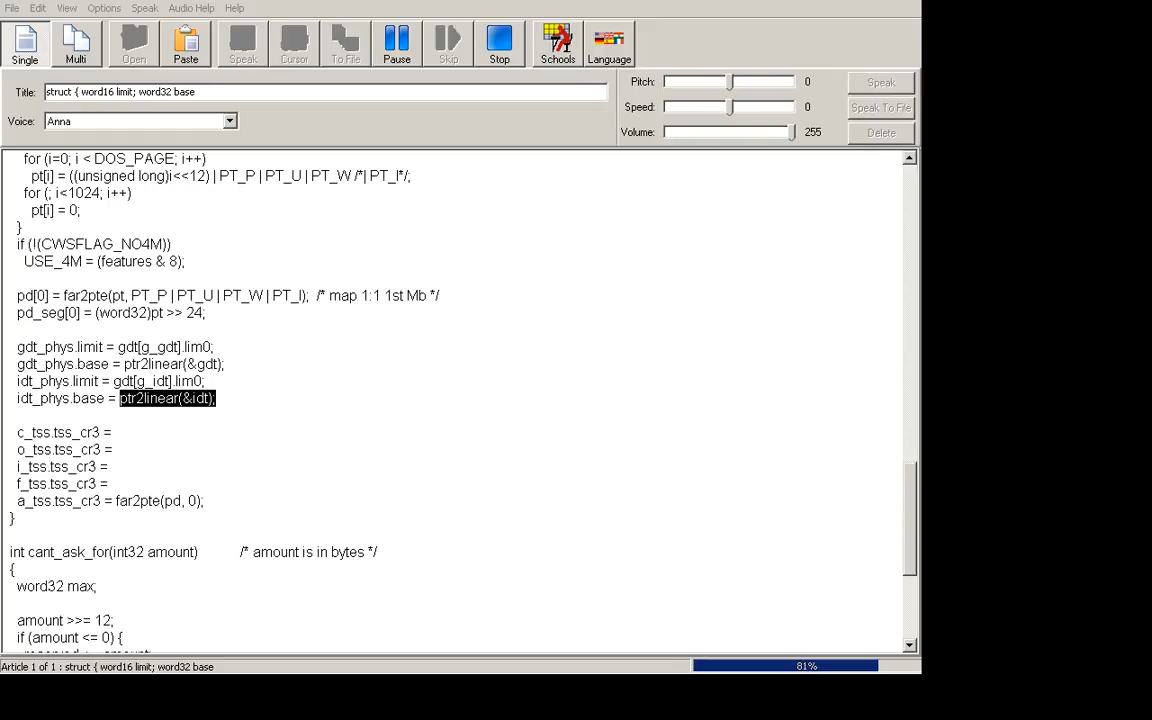 File Edit View Options Speak Audio Help Help
Single Multi Open Paste Speak Cursor To File Pause Skip Stop Schools Language
Title: struct { word16 limit; word32 base
Voice: Anna
Pitch: 0 Speak
Speed: 0 Speak To File
Volume: 255 Delete
for (i=0; i < DOS_PAGE; i++)
pt[i] = ((unsigned long)i<<12) | PT_P | PT_U | PT_W /*| PT_I*/;
for (; i<1024; i++)
pt[i] = 0;
}
if (!(CWSFLAG_NO4M))
USE_4M = (features & 8);
pd[0] = far2pte(pt, PT_P | PT_U | PT_W | PT_I); /* map 1:1 1st Mb */
pd_seg[0] = (word32)pt >> 24;
gdt_phys.limit = gdt[g_gdt].lim0;
gdt_phys.base = ptr2linear(&gdt);
idt_phys.limit = gdt[g_idt].lim0;
idt_phys.base = ptr2linear(&idt);
c_tss.tss_cr3 =
o_tss.tss_cr3 =
i_tss.tss_cr3 =
f_tss.tss_cr3 =
a_tss.tss_cr3 = far2pte(pd, 0);
}
int cant_ask_for(int32 amount) /* amount is in bytes */
{
word32 max;
amount >>= 12;
if (amount <= 0) {
Article 1 of 1 : struct { word16 limit; word32 base 81%